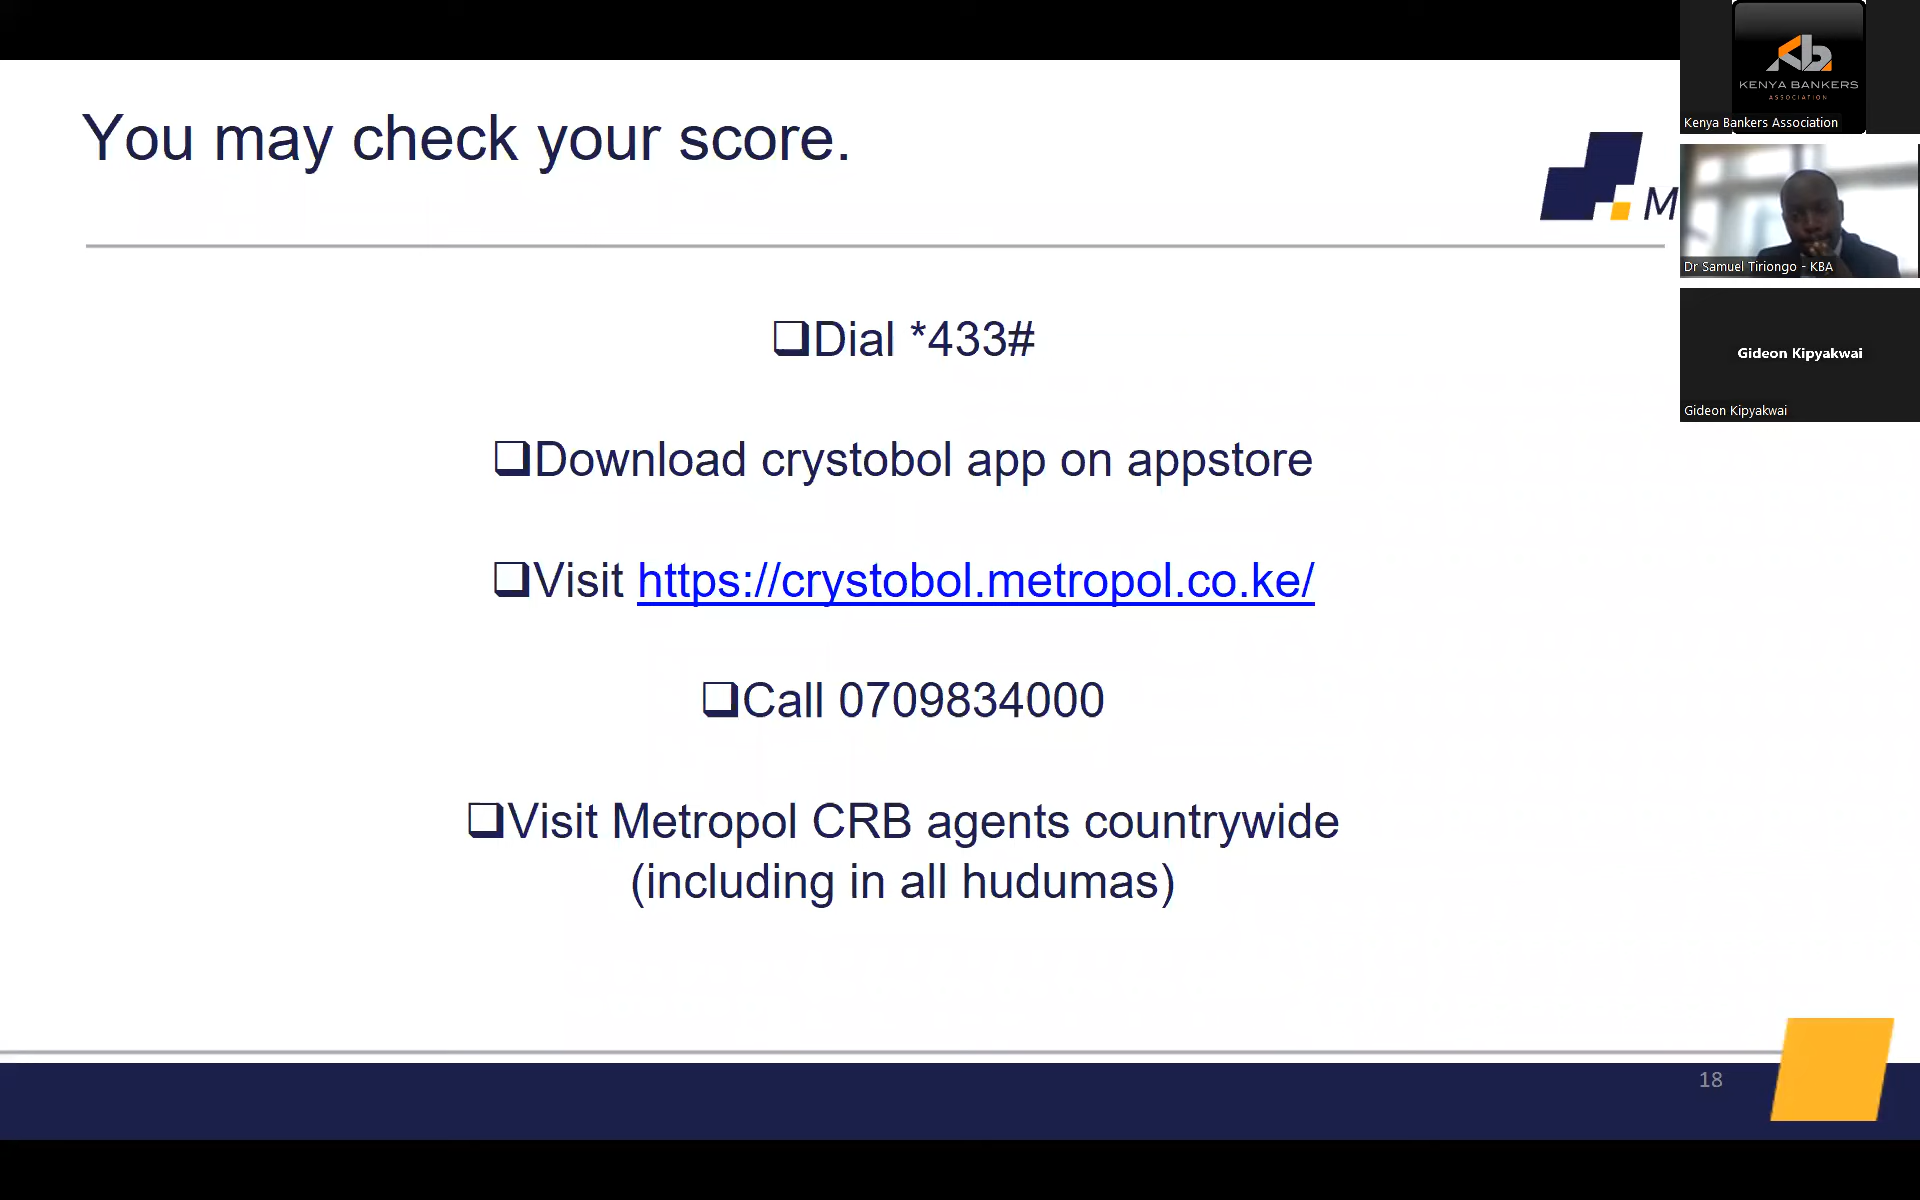 You may check your score.
M
❑Dial *433#
❑Download crystobol app on appstore
❑Visit https://crystobol.metropol.co.ke/
❑Call 0709834000
❑Visit Metropol CRB agents countrywide
(including in all hudumas)
18
KENYA BANKERS
ASSOCIATION
Kenya Bankers Association
Dr Samuel Tiriongo - KBA
Gideon Kipyakwai
Gideon Kipyakwai